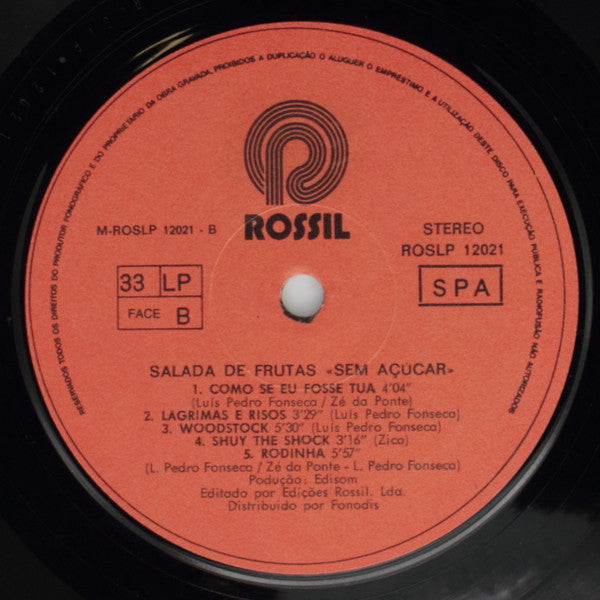 RESERVADOS TODOS OS DIREITOS DO PRODUTOR FONOGRÁFICO E DO PROPRIETÁRIO DA OBRA GRAVADA, PROIBIDOS A DUPLICAÇÃO O ALUGUER O EMPRÉSTIMO E A UTILIZAÇÃO DESTE DISCO PARA EXECUÇÃO PÚBLICA E RADIOFUSÃO NÃO AUTORIZADOS
ROSSIL
M-ROSLP 12021 - B
STEREO
ROSLP 12021
33 LP
FACE B
SPA
SALADA DE FRUTAS «SEM AÇÚCAR»
1. COMO SE EU FOSSE TUA 4'04"
(Luís Pedro Fonseca / Zé da Ponte)
2. LAGRIMAS E RISOS 3'29" (Luís Pedro Fonseca)
3. WOODSTOCK 5'30" (Luís Pedro Fonseca)
4. SHUY THE SHOCK 3'16" (Zica)
5. RODINHA 5'57"
(L. Pedro Fonseca / Zé da Ponte - L. Pedro Fonseca)
Podução: Edisom
Editado por Edições Rossil. Lda.
Distribuido por Fonodis